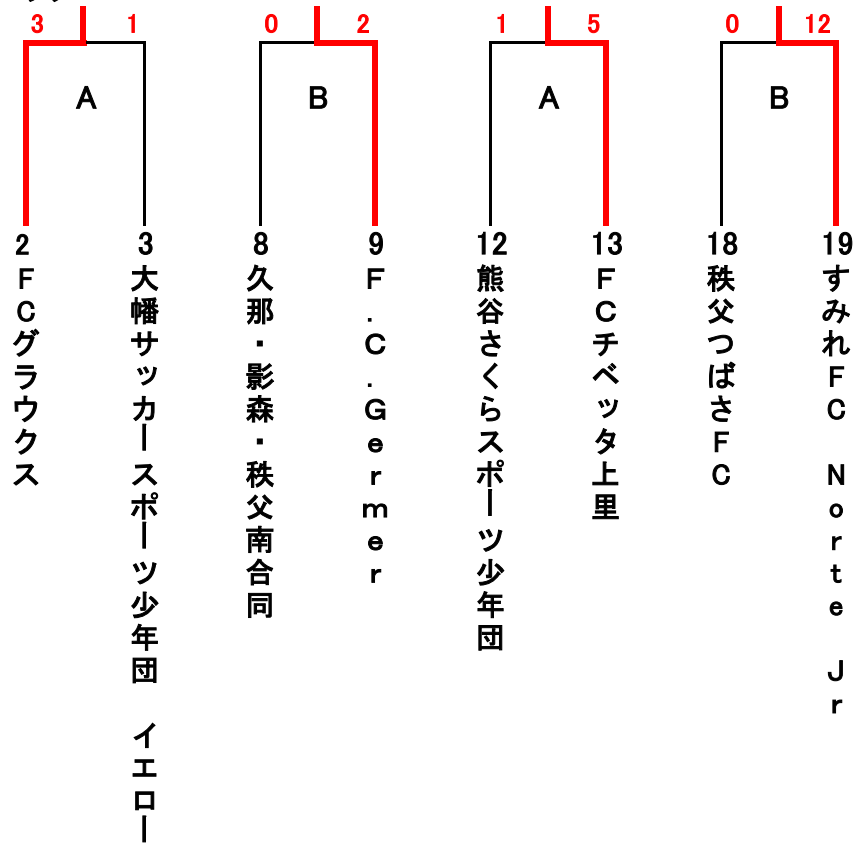 3 1 0 2 1 5 0 12
A B A B
2 3 8 9 12 13 18 19
FCグラウクス
大幡サッカースポーツ少年団 イエロー
久那・影森・秩父南合同
F.C.Germer
熊谷さくらスポーツ少年団
FCチベッタ上里
秩父つばさFC
すみれFC Norte Jr